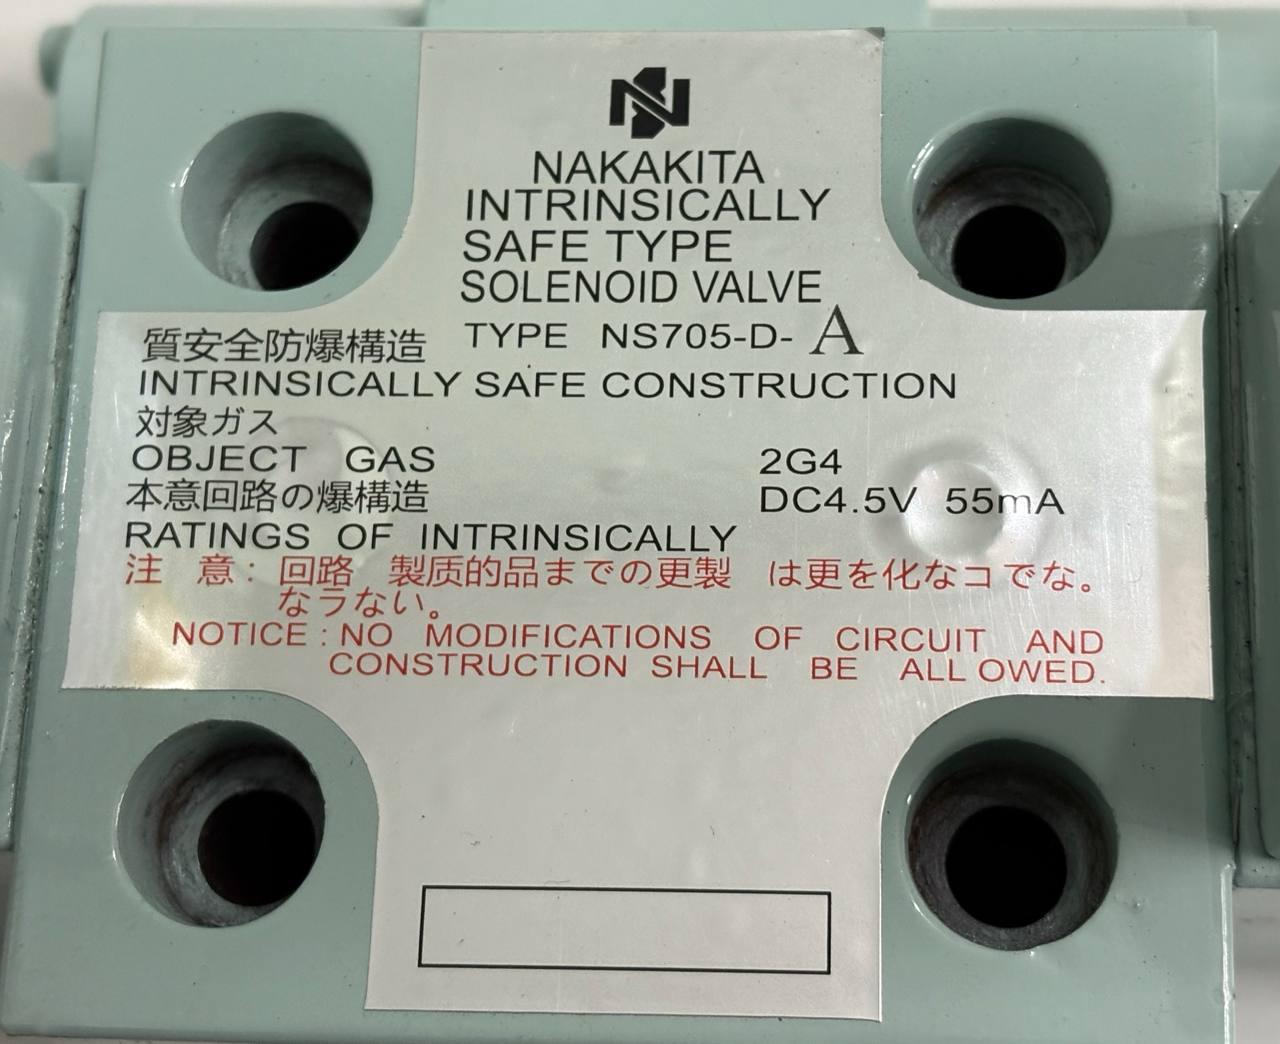 NAKAKITA
INTRINSICALLY
SAFE TYPE
SOLENOID VALVE
TYPE NS705-D- A
質安全防爆構造
INTRINSICALLY SAFE CONSTRUCTION
対象ガス
OBJECT GAS 2G4
本意回路の爆構造 DC4.5V 55mA
RATINGS OF INTRINSICALLY
注 意: 回路 製质的品までの更製 は更を化なコでな。
なラない。
NOTICE : NO MODIFICATIONS OF CIRCUIT AND
CONSTRUCTION SHALL BE ALL OWED.